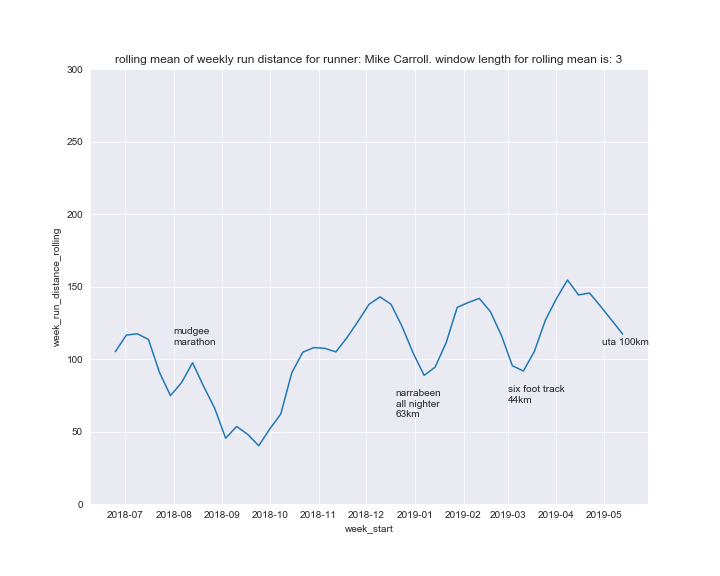 rolling mean of weekly run distance for runner: Mike Carroll. window length for rolling mean is: 3
300
250
200
150
100
50
0
week_run_distance_rolling
mudgee
marathon
narrabeen
all nighter
63km
six foot track
44km
uta 100km
2018-07 2018-08 2018-09 2018-10 2018-11 2018-12 2019-01 2019-02 2019-03 2019-04 2019-05
week_start